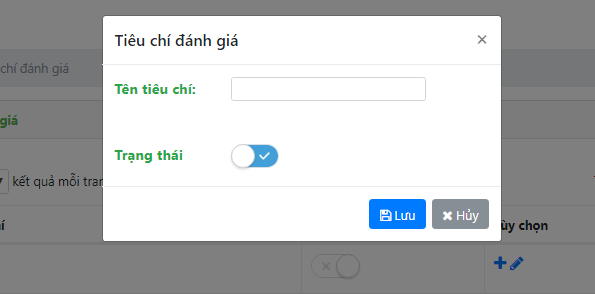 Tiêu chí đánh giá ×
chí đánh giá
Tên tiêu chí:
giá
Trạng thái
kết quả mỗi tran
Lưu Hủy
ùy chọn